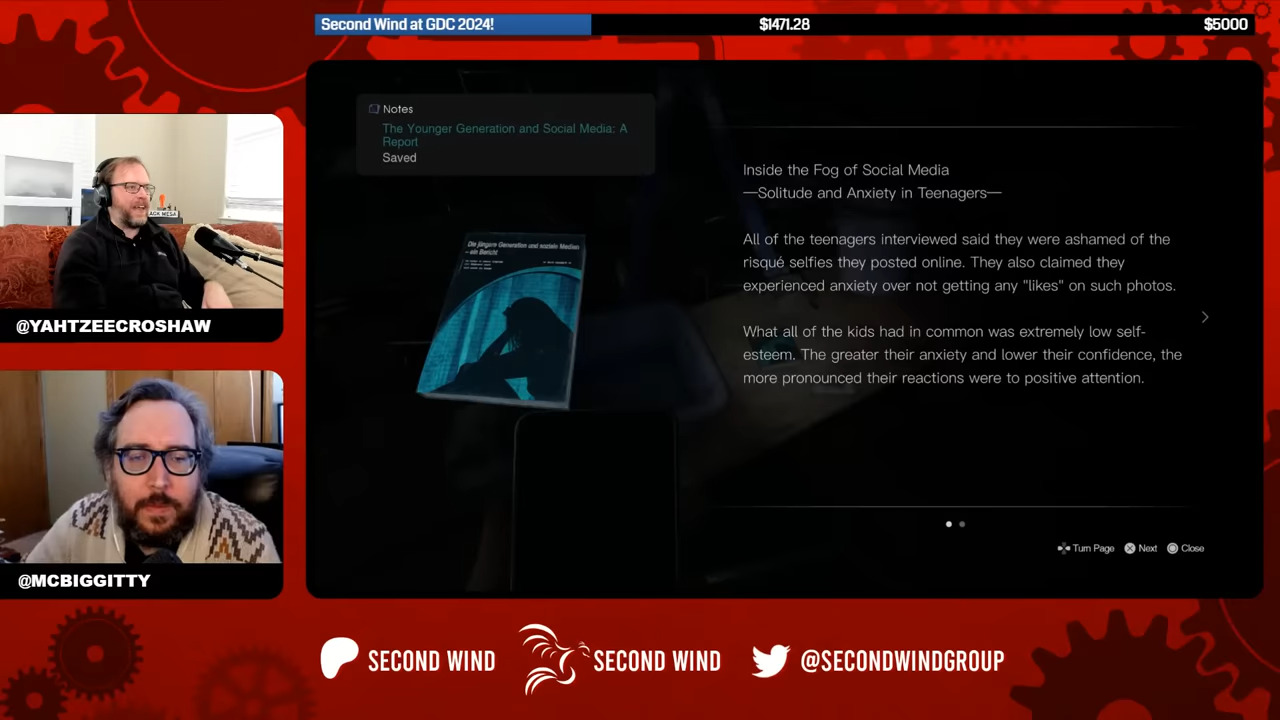 Second Wind at GDC 2024!
$1471.28
$5000
Notes
The Younger Generation and Social Media: A
Report
Saved
Die jüngere Generation und sozialn Medien
– ein Bericht
Inside the Fog of Social Media
—Solitude and Anxiety in Teenagers—
All of the teenagers interviewed said they were ashamed of the
risqué selfies they posted online. They also claimed they
experienced anxiety over not getting any "likes" on such photos.
What all of the kids had in common was extremely low self-
esteem. The greater their anxiety and lower their confidence, the
more pronounced their reactions were to positive attention.
Turn Page
Next
Close
ACK MESA
@YAHTZEECROSHAW
@MCBIGGITTY
SECOND WIND
SECOND WIND
@SECONDWINDGROUP